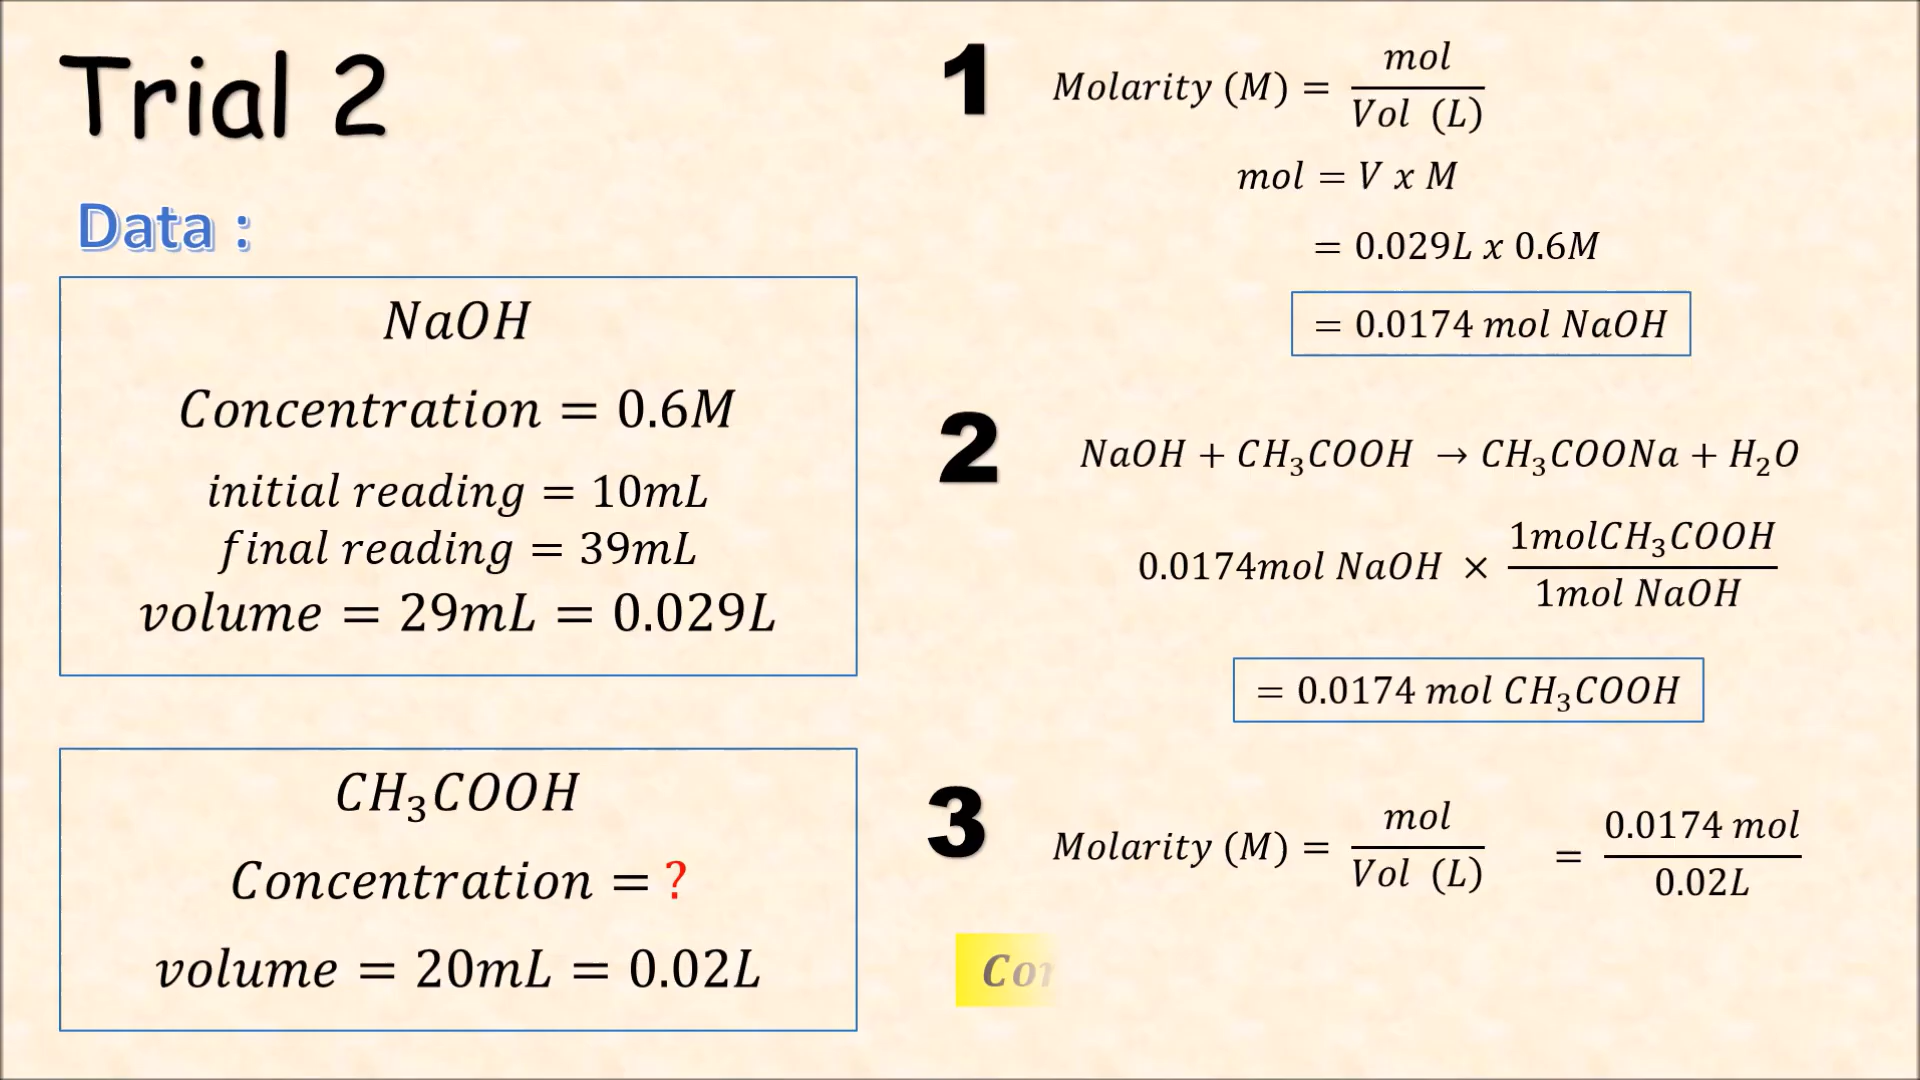 Trial 2
Data :
NaOH
Concentration = 0.6M
initial reading = 10mL
final reading = 39mL
volume = 29mL = 0.029L
CH₃COOH
Concentration = ?
volume = 20mL = 0.02L
1
Molarity (M) = mol / Vol (L)
mol = V x M
= 0.029L x 0.6M
= 0.0174 mol NaOH
2
NaOH + CH₃COOH → CH₃COONa + H₂O
0.0174mol NaOH × 1molCH₃COOH / 1mol NaOH
= 0.0174 mol CH₃COOH
3
Molarity (M) = mol / Vol (L) = 0.0174 mol / 0.02L